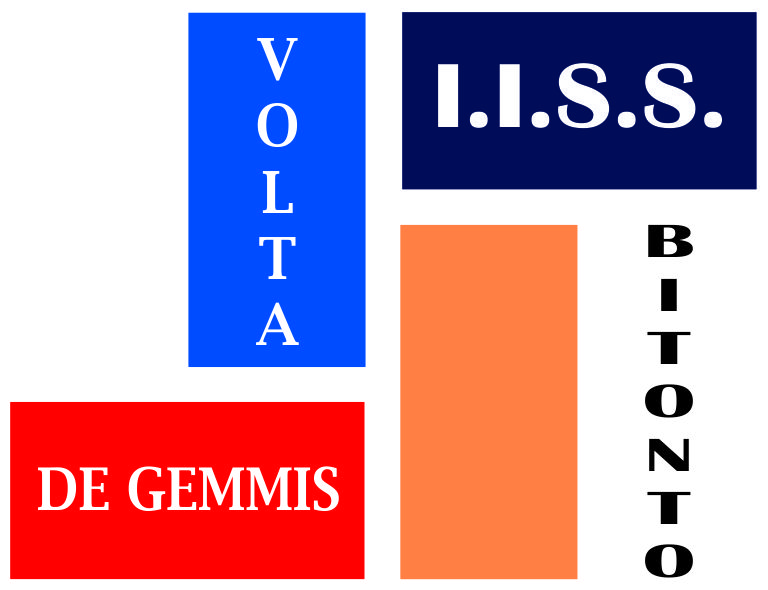 I.I.S.S.
VOLTA
DE GEMMIS
BITONTO